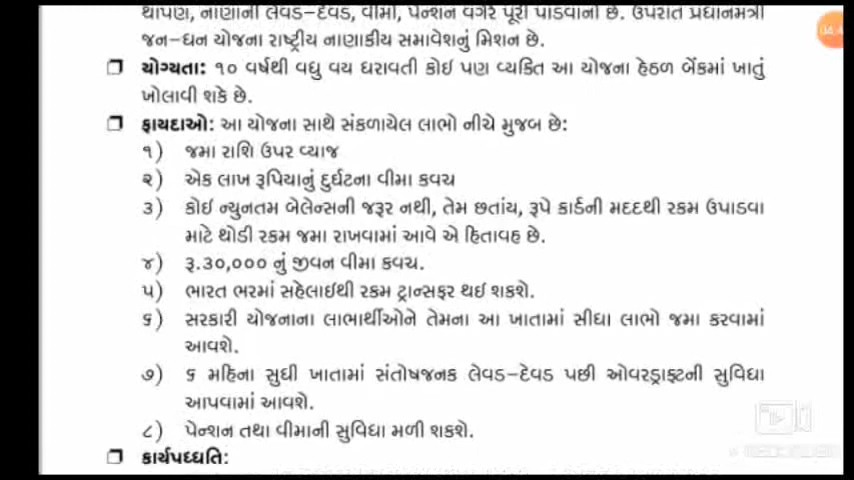 થાપણ, નાણાની લેવડ-દેવડ, વીમો, પેન્શન વગેરે પૂરી પાડવાની છે. ઉપરાંત પ્રધાનમંત્રી
જન-ધન યોજના રાષ્ટ્રીય નાણાકીય સમાવેશનું મિશન છે.
❒ યોગ્યતા: ૧૦ વર્ષથી વધુ વય ધરાવતી કોઈ પણ વ્યક્તિ આ યોજના હેઠળ બેંકમાં ખાતું
ખોલાવી શકે છે.
❒ ફાયદાઓ: આ યોજના સાથે સંકળાયેલ લાભો નીચે મુજબ છે:
૧) જમા રાશિ ઉપર વ્યાજ
૨) એક લાખ રૂપિયાનું દુર્ઘટના વીમા કવચ
૩) કોઈ ન્યુનતમ બેલેન્સની જરૂર નથી, તેમ છતાંય, રૂપે કાર્ડની મદદથી રકમ ઉપાડવા
માટે થોડી રકમ જમા રાખવામાં આવે એ હિતાવહ છે.
૪) રૂ.૩૦,૦૦૦ નું જીવન વીમા કવચ.
૫) ભારત ભરમાં સહેલાઈથી રકમ ટ્રાન્સફર થઈ શકશે.
૬) સરકારી યોજનાના લાભાર્થીઓને તેમના આ ખાતામાં સીધા લાભો જમા કરવામાં
આવશે.
૭) ૬ મહિના સુધી ખાતામાં સંતોષજનક લેવડ-દેવડ પછી ઓવરડ્રાફ્ટની સુવિધા
આપવામાં આવશે.
૮) પેન્શન તથા વીમાની સુવિધા મળી શકશે.
❒ કાર્યપધ્ધતિ: